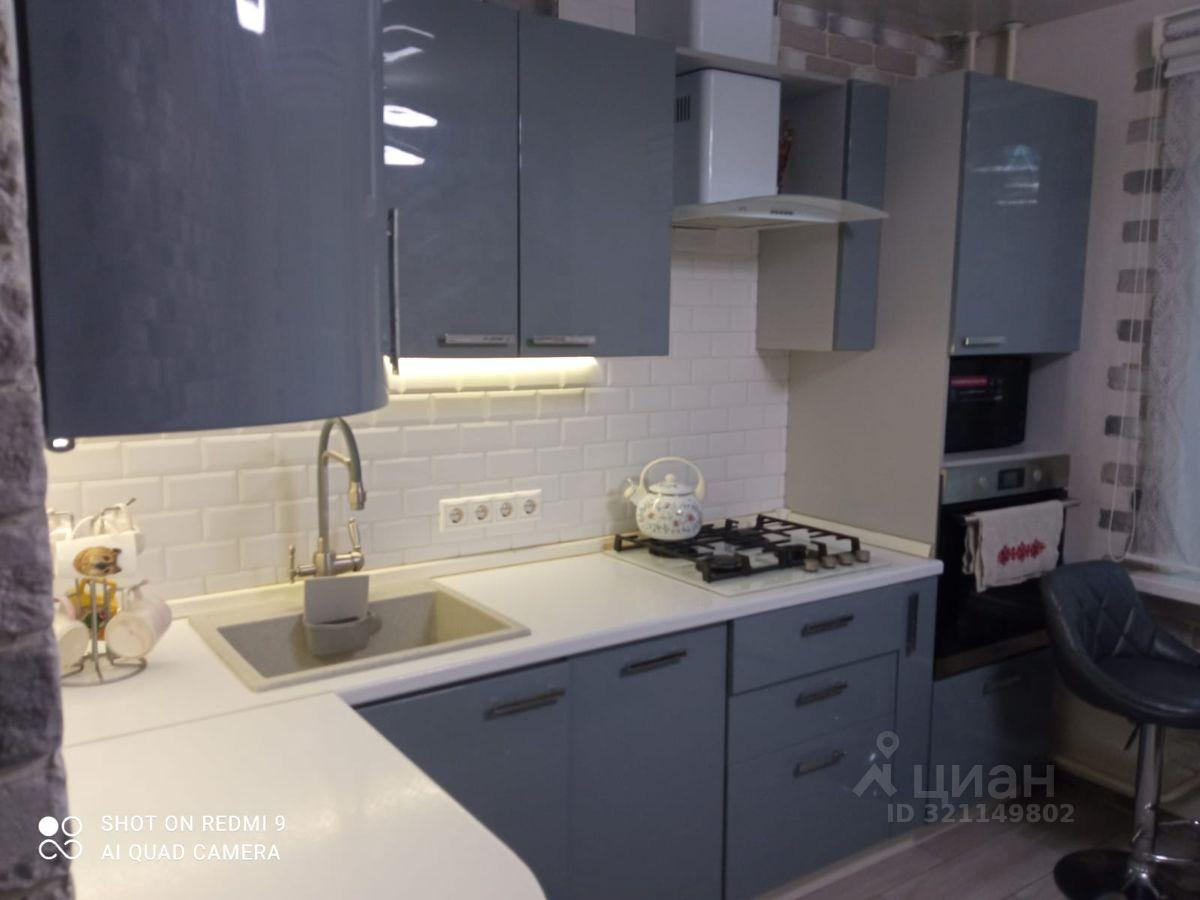 циан
ID 321149802
SHOT ON REDMI 9
AI QUAD CAMERA